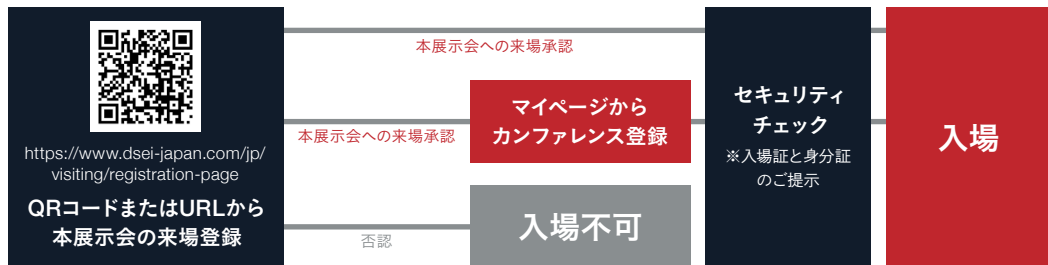 https://www.dsei-japan.com/jp/
visiting/registration-page
QRコードまたはURLから
本展示会の来場登録
本展示会への来場承認
本展示会への来場承認
マイページから
カンファレンス登録
否認
入場不可
セキュリティ
チェック
※入場証と身分証
のご提示
入場